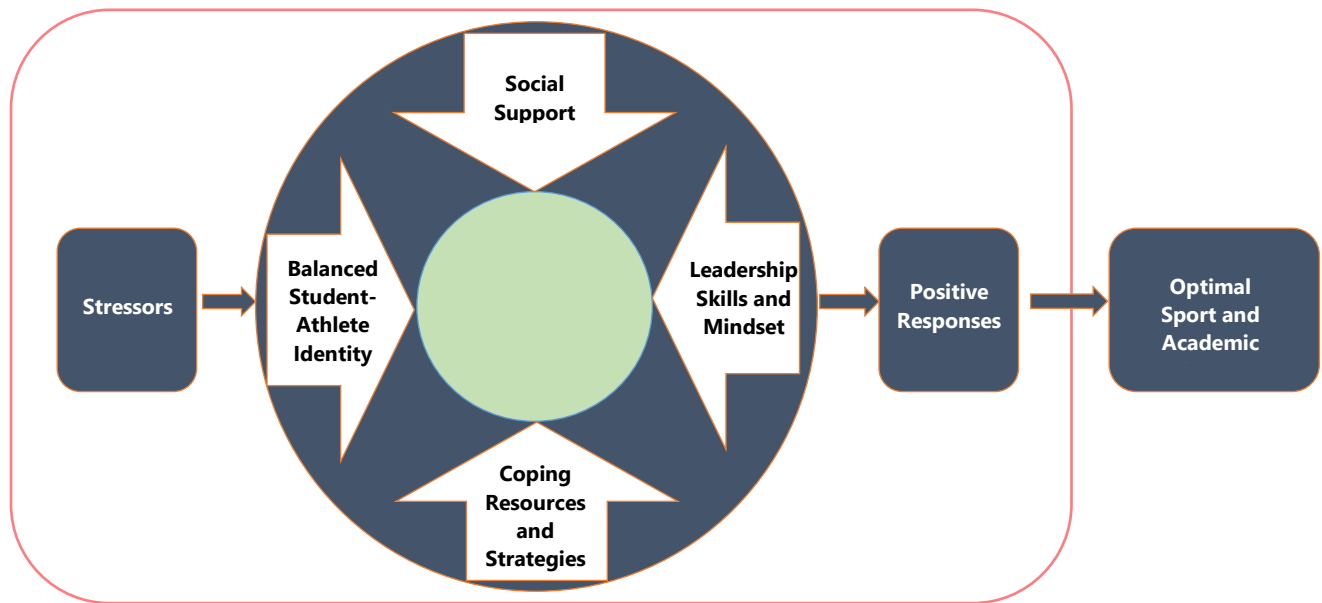 Social
Support
Stressors
Balanced
Student-
Athlete
Identity
Leadership
Skills and
Mindset
Positive
Responses
Optimal
Sport and
Academic
Coping
Resources
and
Strategies